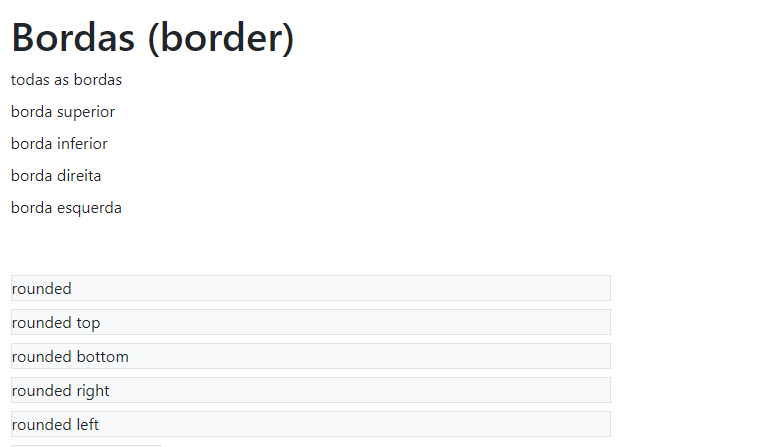 Bordas (border)
todas as bordas
borda superior
borda inferior
borda direita
borda esquerda
rounded
rounded top
rounded bottom
rounded right
rounded left